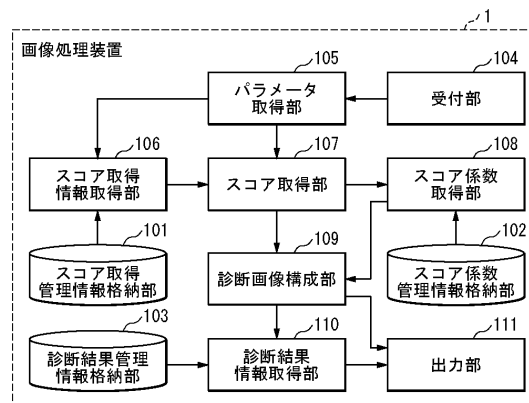 1
画像処理装置
105
パラメータ
取得部
104
受付部
106
スコア取得
情報取得部
107
スコア取得部
108
スコア係数
取得部
101
スコア取得
管理情報格納部
109
診断画像構成部
102
スコア係数
管理情報格納部
103
診断結果管理
情報格納部
110
診断結果
情報取得部
111
出力部